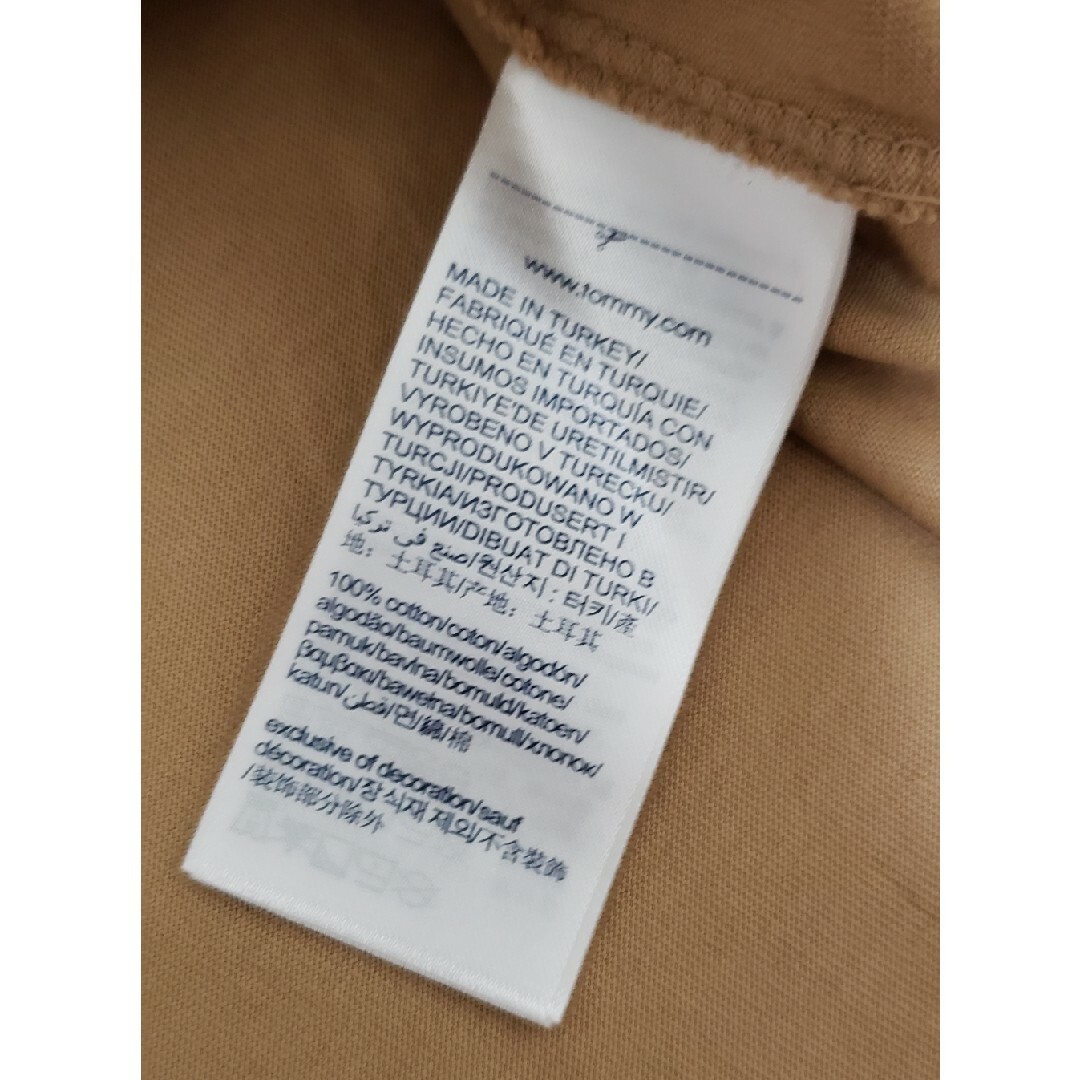 www.tommy.com
MADE IN TURKEY/
FABRIQUÉ EN TURQUIE/
HECHO EN TURQUÍA CON
INSUMOS IMPORTADOS/
TURKIYE'DE URETILMISTIR/
VYROBENO V TURECKU/
WYPRODUKOWANO W
TURCJI/PRODUSERT I
TYRKIA/ИЗГОТОВЛЕНО В
ТУРЦИИ/DIBUAT DI TURKI/
صنع في تركيا/원산지 : 터키/產
地：土耳其/产地：土耳其
100% cotton/coton/algodón/
algodão/baumwolle/cotone/
pamuk/bavlna/bomuld/katoen/
βαμβακι/bawełna/bomull/хлопок/
katun/قطن/면/綿/棉
exclusive of decoration/sauf
décoration/장식재 제외/不含裝飾
/装饰部分除外